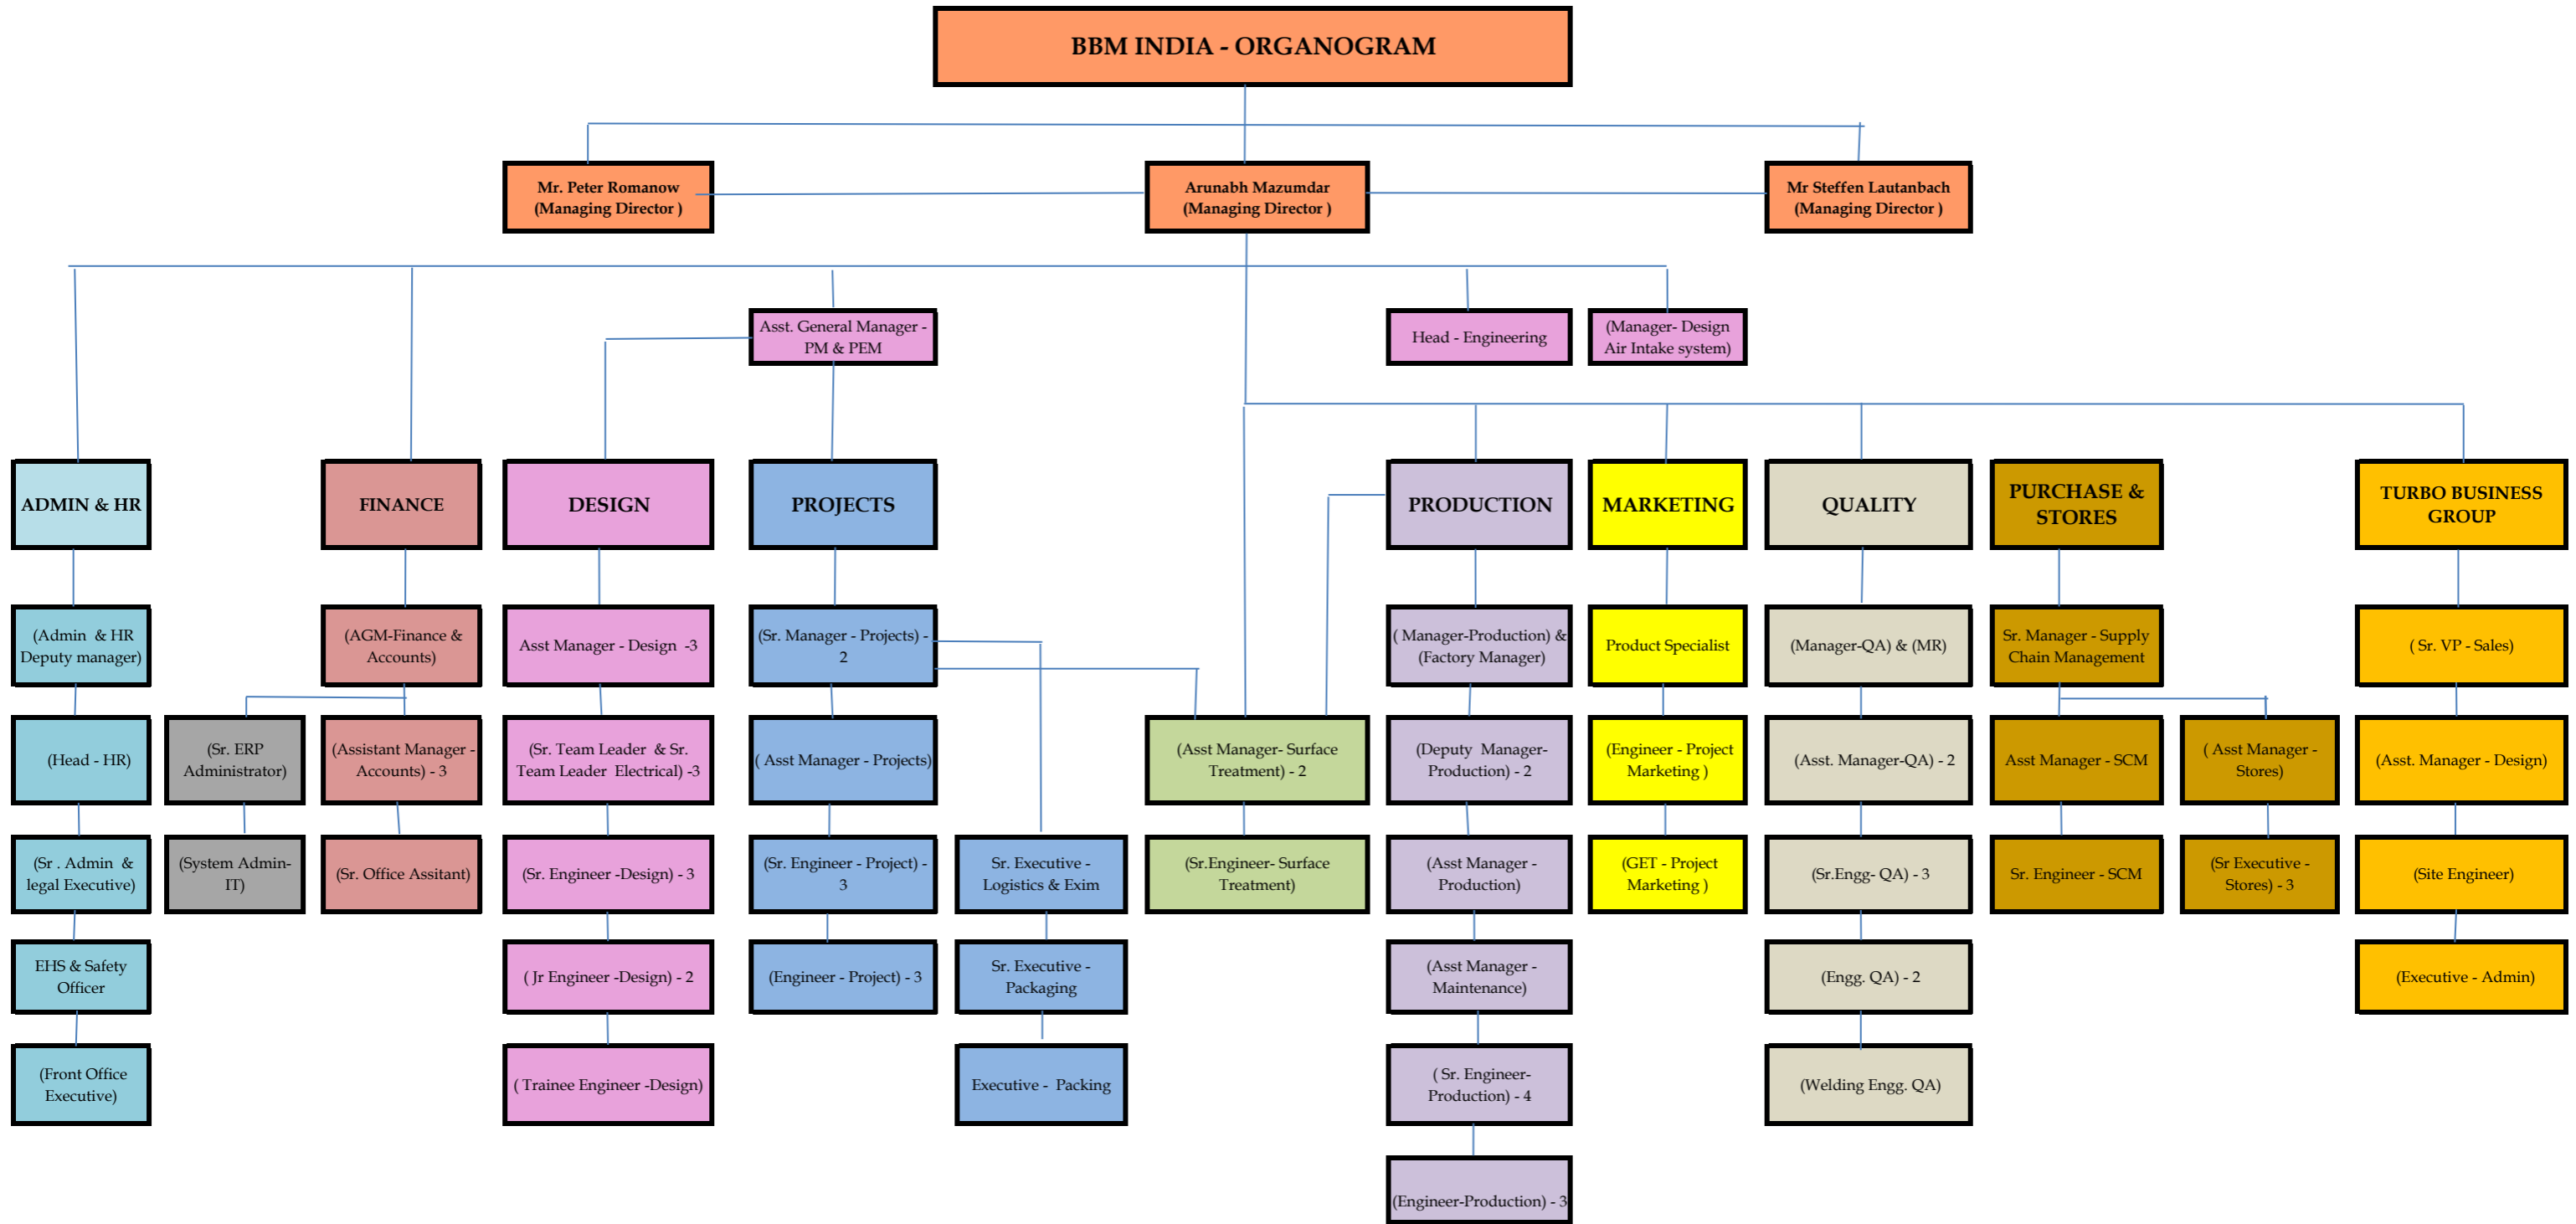 BBM INDIA - ORGANOGRAM
Mr. Peter Romanow
(Managing Director )
Arunabh Mazumdar
(Managing Director )
Mr Steffen Lautanbach
(Managing Director )
Asst. General Manager -
PM & PEM
Head - Engineering
(Manager- Design
Air Intake system)
ADMIN & HR
FINANCE
DESIGN
PROJECTS
PRODUCTION
MARKETING
QUALITY
PURCHASE &
STORES
TURBO BUSINESS
GROUP
(Admin & HR
Deputy manager)
(AGM-Finance &
Accounts)
Asst Manager - Design -3
(Sr. Manager - Projects) -
2
( Manager-Production) &
(Factory Manager)
Product Specialist
(Manager-QA) & (MR)
Sr. Manager - Supply
Chain Management
( Sr. VP - Sales)
(Head - HR)
(Sr. ERP
Administrator)
(Assistant Manager -
Accounts) - 3
(Sr. Team Leader & Sr.
Team Leader Electrical) -3
( Asst Manager - Projects)
(Asst Manager- Surface
Treatment) - 2
(Deputy Manager-
Production) - 2
(Engineer - Project
Marketing )
(Asst. Manager-QA) - 2
Asst Manager - SCM
( Asst Manager -
Stores)
(Asst. Manager - Design)
(Sr . Admin &
legal Executive)
(System Admin-
IT)
(Sr. Office Assitant)
(Sr. Engineer -Design) - 3
(Sr. Engineer - Project) -
3
Sr. Executive -
Logistics & Exim
(Sr.Engineer- Surface
Treatment)
(Asst Manager -
Production)
(GET - Project
Marketing )
(Sr.Engg- QA) - 3
Sr. Engineer - SCM
(Sr Executive -
Stores) - 3
(Site Engineer)
EHS & Safety
Officer
( Jr Engineer -Design) - 2
(Engineer - Project) - 3
Sr. Executive -
Packaging
(Asst Manager -
Maintenance)
(Engg. QA) - 2
(Executive - Admin)
(Front Office
Executive)
( Trainee Engineer -Design)
Executive - Packing
( Sr. Engineer-
Production) - 4
(Welding Engg. QA)
(Engineer-Production) - 3